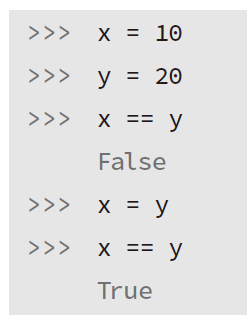 >>> x = 10
>>> y = 20
>>> x == y
False
>>> x = y
>>> x == y
True